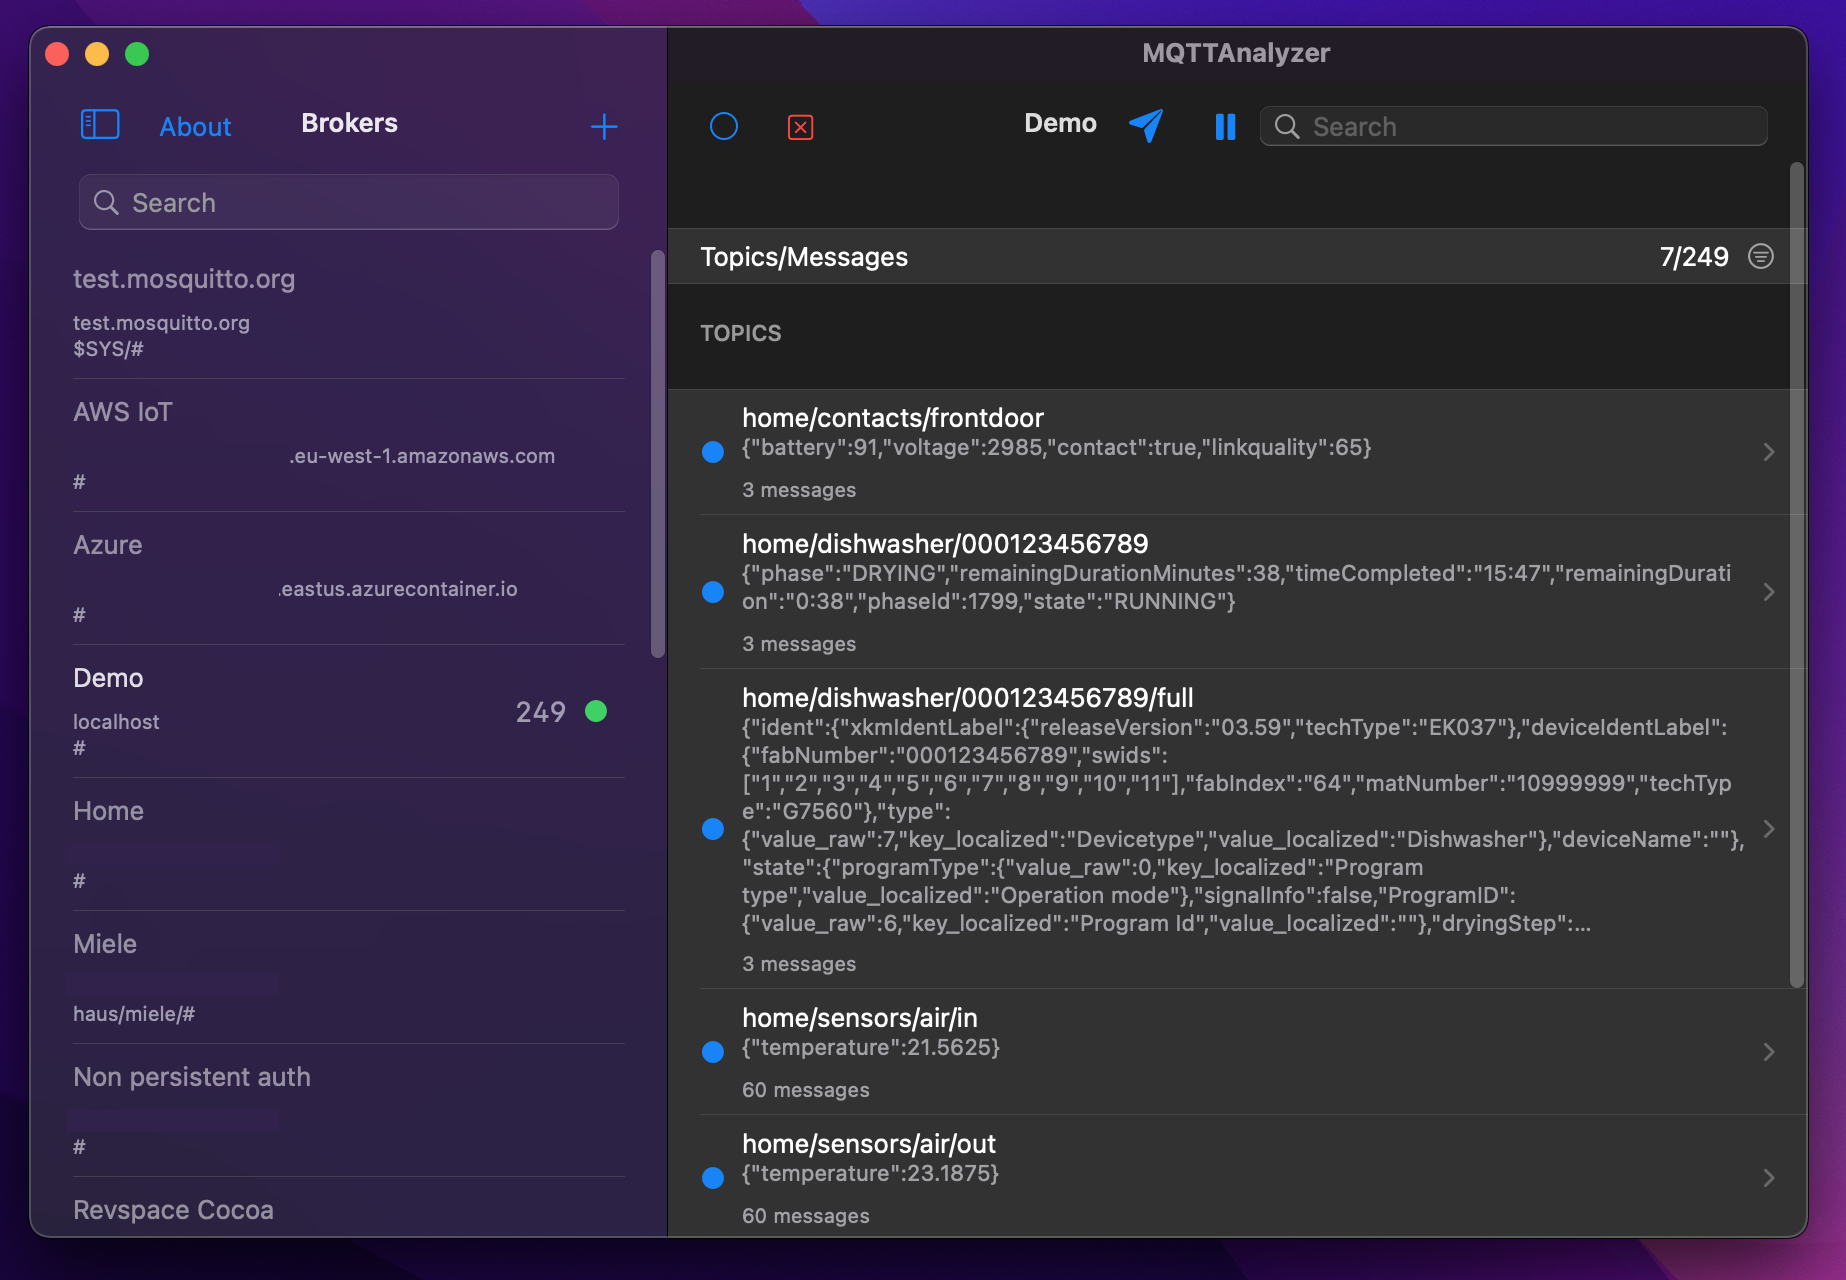 MQTTAnalyzer
About
Brokers
Search
test.mosquitto.org
test.mosquitto.org
$SYS/#
AWS IoT
.eu-west-1.amazonaws.com
#
Azure
.eastus.azurecontainer.io
#
Demo
249
localhost
#
Home
#
Miele
haus/miele/#
Non persistent auth
#
Revspace Cocoa
Demo
Search
Topics/Messages
7/249
TOPICS
home/contacts/frontdoor
{"battery":91,"voltage":2985,"contact":true,"linkquality":65}
3 messages
home/dishwasher/000123456789
{"phase":"DRYING","remainingDurationMinutes":38,"timeCompleted":"15:47","remainingDurati
on":"0:38","phaseId":1799,"state":"RUNNING"}
3 messages
home/dishwasher/000123456789/full
{"ident":{"xkmIdentLabel":{"releaseVersion":"03.59","techType":"EK037"},"deviceIdentLabel":
{"fabNumber":"000123456789","swids":
["1","2","3","4","5","6","7","8","9","10","11"],"fabIndex":"64","matNumber":"10999999","techTyp
e":"G7560"},"type":
{"value_raw":7,"key_localized":"Devicetype","value_localized":"Dishwasher"},"deviceName":""},
"state":{"programType":{"value_raw":0,"key_localized":"Program
type","value_localized":"Operation mode"},"signalInfo":false,"ProgramID":
{"value_raw":6,"key_localized":"Program Id","value_localized":""},"dryingStep":...
3 messages
home/sensors/air/in
{"temperature":21.5625}
60 messages
home/sensors/air/out
{"temperature":23.1875}
60 messages